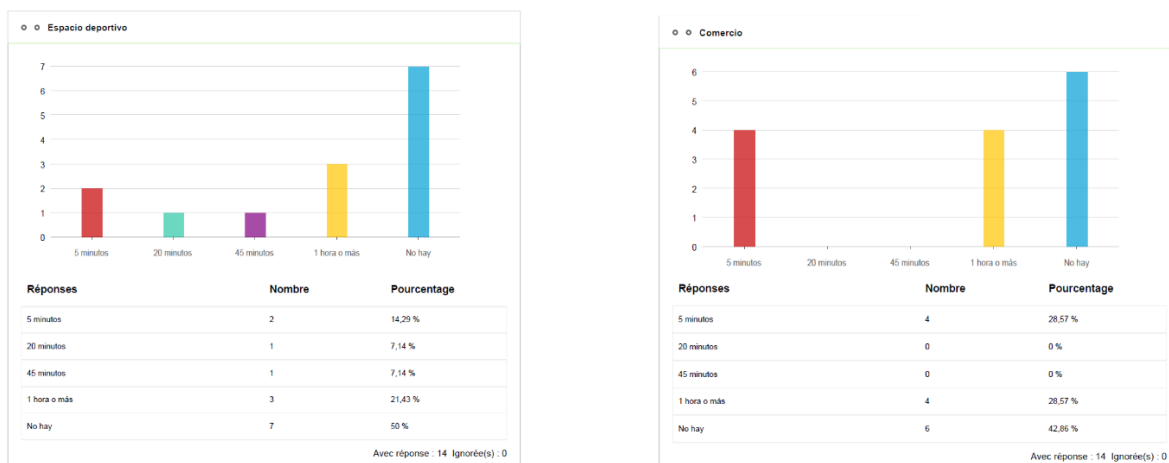 Espacio deportivo
7
6
5
4
3
2
1
0
5 minutos 20 minutos 45 minutos 1 hora o más No hay
Réponses Nombre Pourcentage
5 minutos 2 14,29 %
20 minutos 1 7,14 %
45 minutos 1 7,14 %
1 hora o más 3 21,43 %
No hay 7 50 %
Avec réponse : 14 Ignorée(s) : 0
Comercio
6
5
4
3
2
1
0
5 minutos 20 minutos 45 minutos 1 hora o más No hay
Réponses Nombre Pourcentage
5 minutos 4 28,57 %
20 minutos 0 0 %
45 minutos 0 0 %
1 hora o más 4 28,57 %
No hay 6 42,86 %
Avec réponse : 14 Ignorée(s) : 0